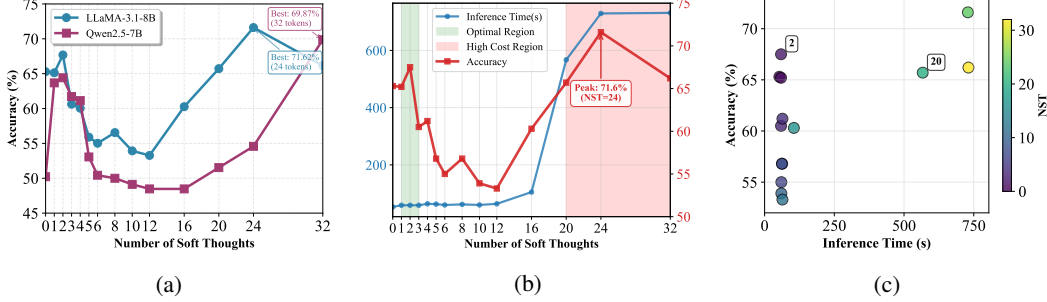 75
70
65
60
55
50
45
Accuracy (%)
LLaMA-3.1-8B
Qwen2.5-7B
Best: 69.87%
(32 tokens)
Best: 71.62%
(24 tokens)
0 1 2 3 4 5 6 8 10 12 16 20 24 32
Number of Soft Thoughts
(a)
600
400
200
Inference Time(s)
Optimal Region
High Cost Region
Accuracy
Peak: 71.6%
(NST=24)
75
70
65
60
55
50
0 1 2 3 4 5 6 8 10 12 16 20 24 32
Number of Soft Thoughts
(b)
70
65
60
55
Accuracy (%)
2
20
0 250 500 750
Inference Time (s)
30
20
10
0
NST
(c)